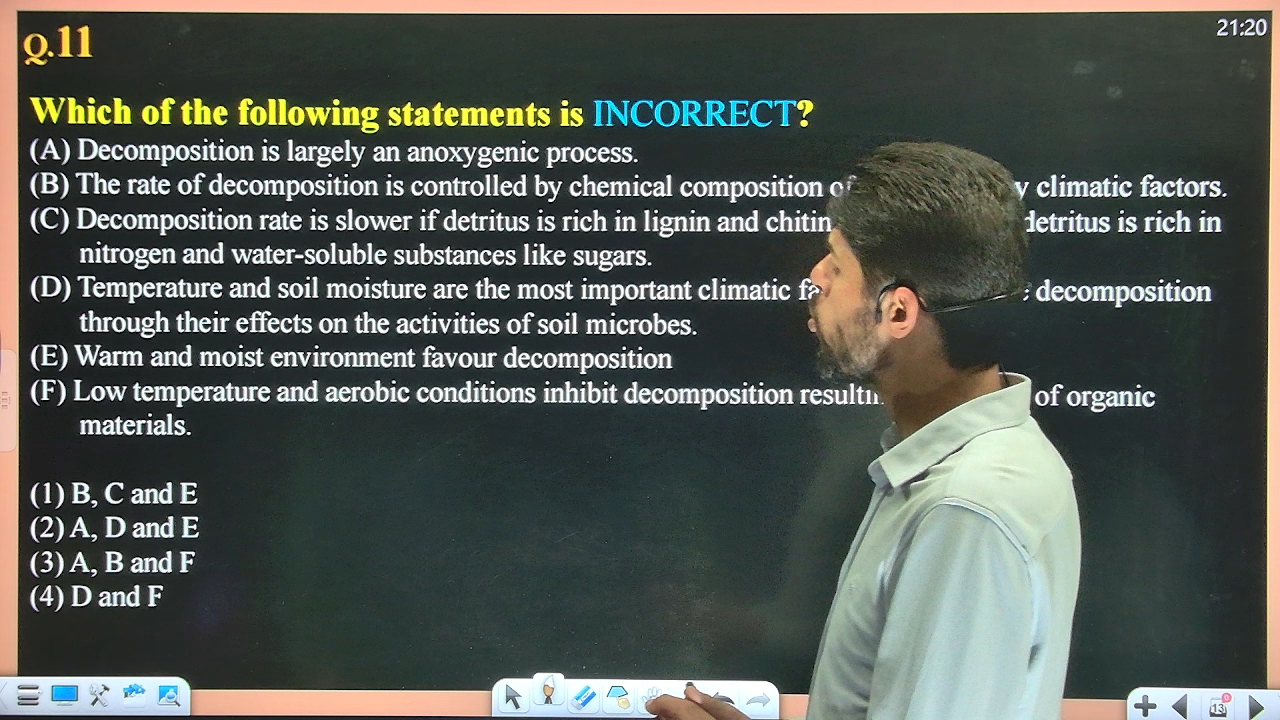 Q.11
21:20
Which of the following statements is INCORRECT?
(A) Decomposition is largely an anoxygenic process.
(B) The rate of decomposition is controlled by chemical composition of climatic factors.
(C) Decomposition rate is slower if detritus is rich in lignin and chitin detritus is rich in
nitrogen and water-soluble substances like sugars.
(D) Temperature and soil moisture are the most important climatic decomposition
through their effects on the activities of soil microbes.
(E) Warm and moist environment favour decomposition
(F) Low temperature and aerobic conditions inhibit decomposition of organic
materials.
(1) B, C and E
(2) A, D and E
(3) A, B and F
(4) D and F
13